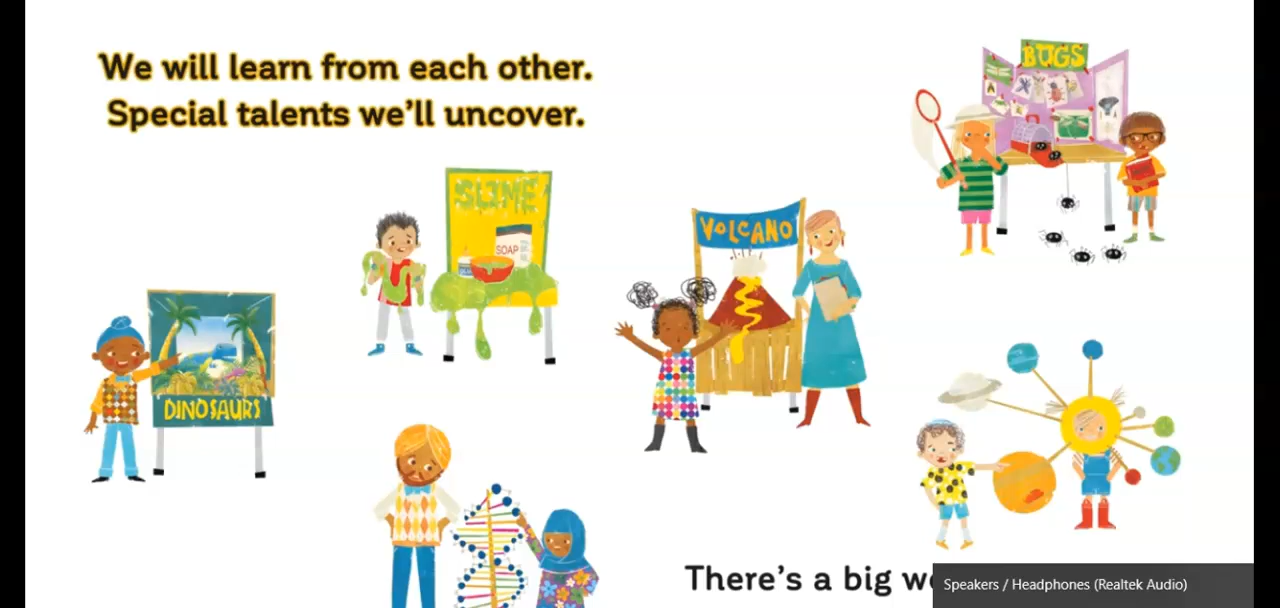 We will learn from each other.
Special talents we'll uncover.
BUGS
SLIME
SOAP
VOLCANO
DINOSAURS
There's a big
Speakers / Headphones (Realtek Audio)